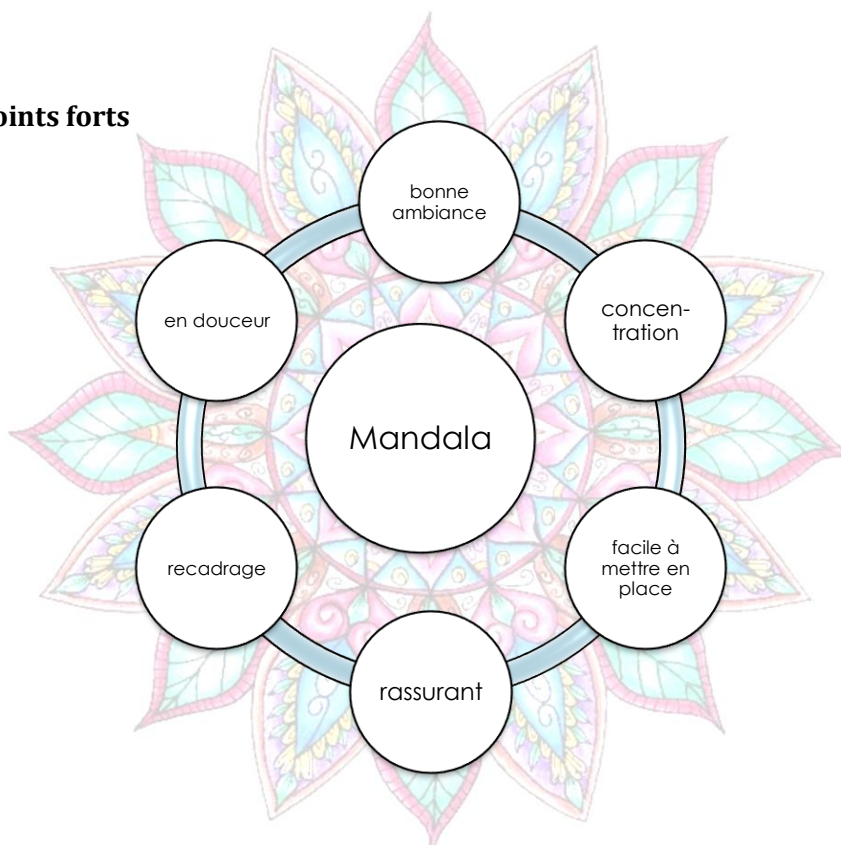 oints forts
bonne
ambiance
concen-
tration
facile à
mettre en
place
rassurant
recadrage
en douceur
Mandala